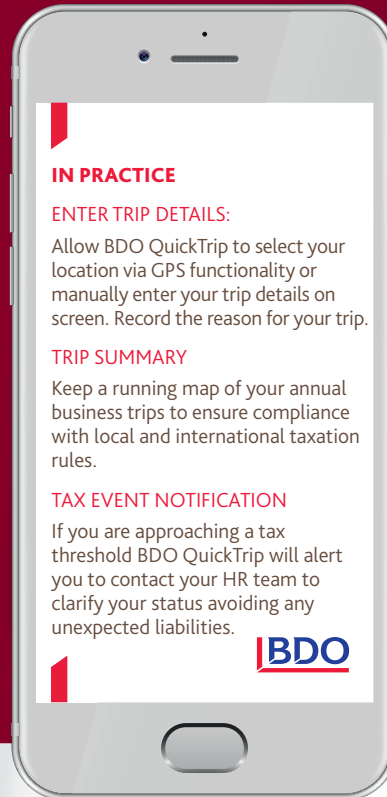 IN PRACTICE
ENTER TRIP DETAILS:
Allow BDO QuickTrip to select your
location via GPS functionality or
manually enter your trip details on
screen. Record the reason for your trip.
TRIP SUMMARY
Keep a running map of your annual
business trips to ensure compliance
with local and international taxation
rules.
TAX EVENT NOTIFICATION
If you are approaching a tax
threshold BDO QuickTrip will alert
you to contact your HR team to
clarify your status avoiding any
unexpected liabilities.
BDO